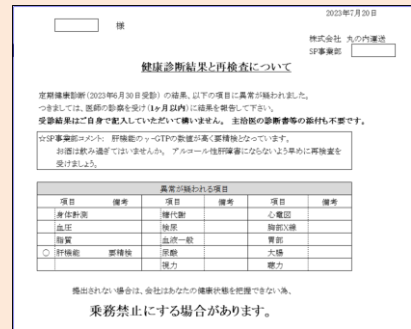 2023年7月20日
様
株式会社 丸の内運送
SP事業部
健康診断結果と再検査について
定期健康診断(2023年6月30日受診)の結果、以下の項目に異常が疑われました。
つきましては、医師の診察を受け(1ヶ月以内)に結果を報告して下さい。
受診結果はご自身で記入していただいて構いません。 主治医の診断書等の添付も不要です。
☆SP事業部コメント: 肝機能のγ-GTPの数値が高く要精検となっています。
お酒は飲み過ぎてはいませんか。 アルコール性肝障害にならないよう早めに再検査を
受けましょう。
異常が疑われる項目
項目 備考 項目 備考 項目 備考
身体計測 糖代謝 心電図
血圧 検尿 胸部X線
脂質 血液一般 胃部
○ 肝機能 要精検 尿酸 大腸
視力 聴力
提出されない場合は、会社はあなたの健康状態を把握できない為、
乗務禁止にする場合があります。